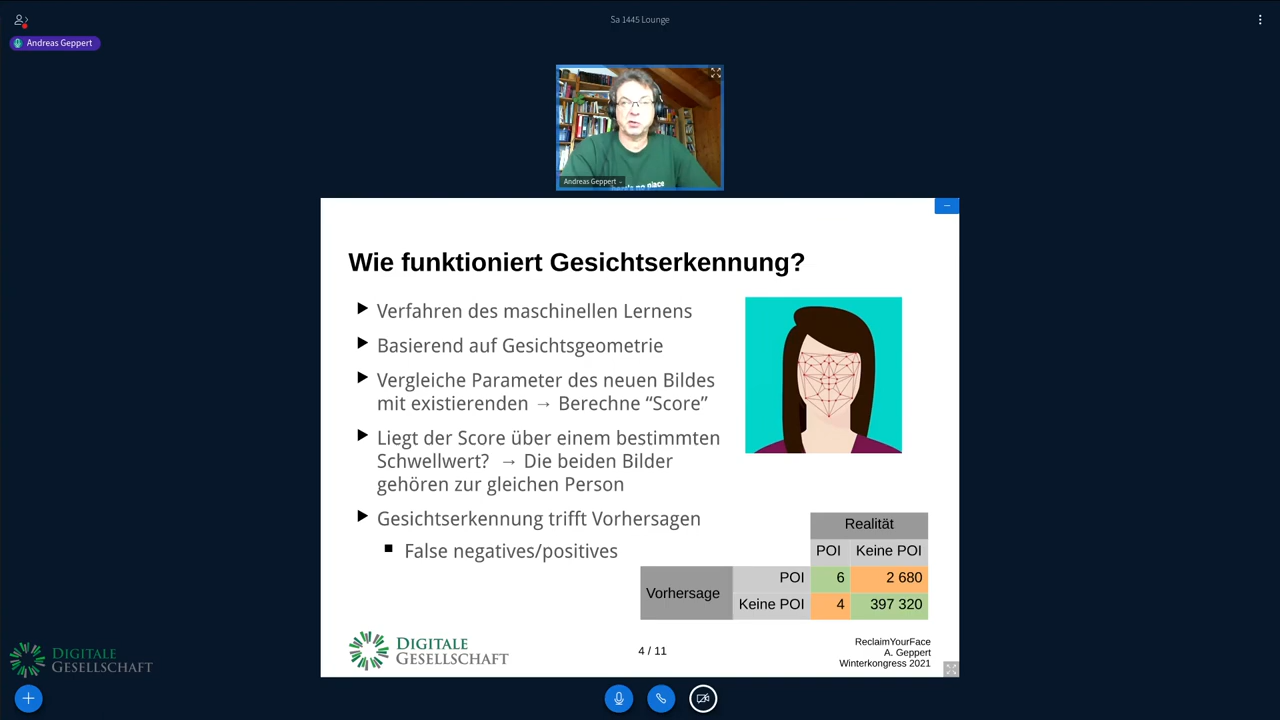 Sa 1445 Lounge
Andreas Geppert
there's no place
Andreas Geppert
Wie funktioniert Gesichtserkennung?
Verfahren des maschinellen Lernens
Basierend auf Gesichtsgeometrie
Vergleiche Parameter des neuen Bildes
mit existierenden → Berechne “Score”
Liegt der Score über einem bestimmten
Schwellwert? → Die beiden Bilder
gehören zur gleichen Person
Gesichtserkennung trifft Vorhersagen
False negatives/positives
Realität
POI Keine POI
Vorhersage POI 6 2 680
Keine POI 4 397 320
DIGITALE
GESELLSCHAFT
4 / 11
ReclaimYourFace
A. Geppert
Winterkongress 2021
DIGITALE
GESELLSCHAFT